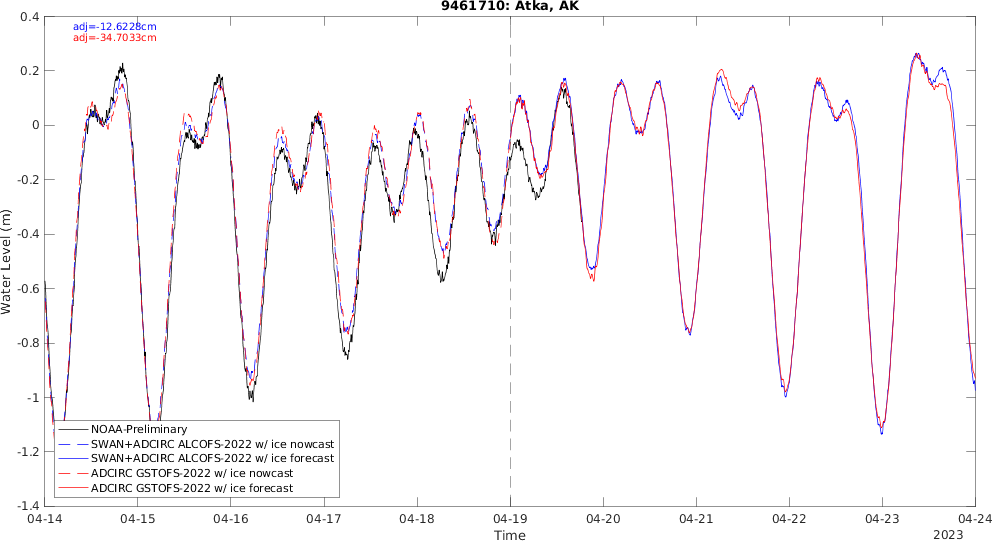 9461710: Atka, AK
adj=-12.6228cm
adj=-34.7033cm
0.4
0.2
0
-0.2
-0.4
-0.6
-0.8
-1
-1.2
-1.4
Water Level (m)
NOAA-Preliminary
SWAN+ADCIRC ALCOFS-2022 w/ ice nowcast
SWAN+ADCIRC ALCOFS-2022 w/ ice forecast
ADCIRC GSTOFS-2022 w/ ice nowcast
ADCIRC GSTOFS-2022 w/ ice forecast
04-14 04-15 04-16 04-17 04-18 04-19 04-20 04-21 04-22 04-23 04-24
Time
2023